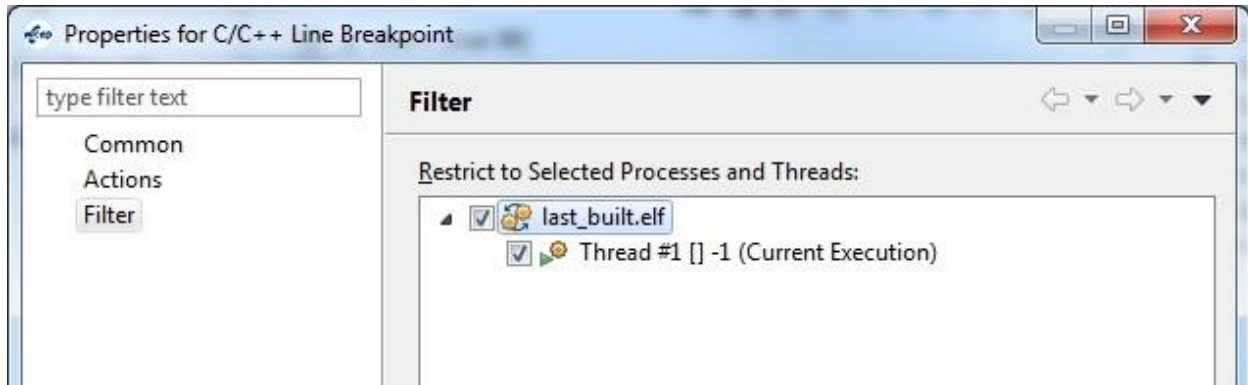 Properties for C/C++ Line Breakpoint
type filter text
Filter
Common
Actions
Filter
Restrict to Selected Processes and Threads:
last_built.elf
Thread #1 [] -1 (Current Execution)